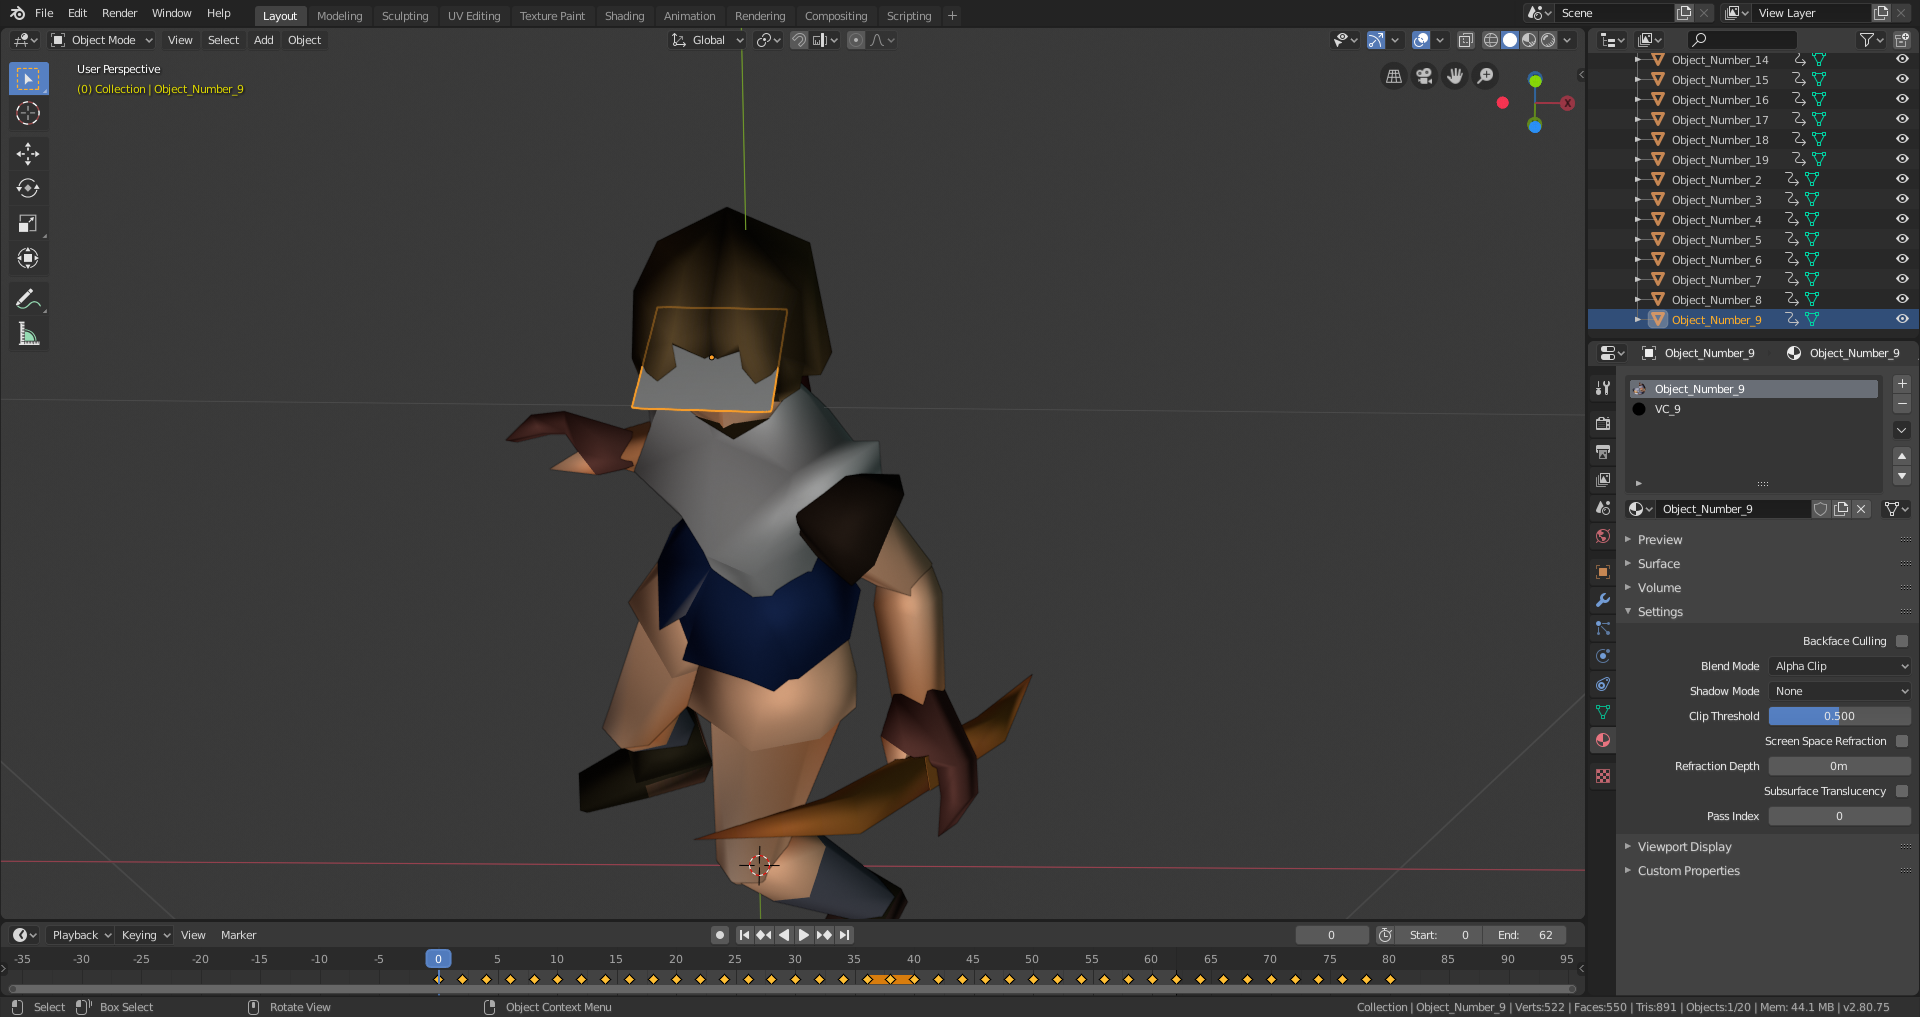 File Edit Render Window Help Layout Modeling Sculpting UV Editing Texture Paint Shading Animation Rendering Compositing Scripting + Scene View Layer
Object Mode View Select Add Object Global
User Perspective
(0) Collection | Object_Number_9
X
Object_Number_14
Object_Number_15
Object_Number_16
Object_Number_17
Object_Number_18
Object_Number_19
Object_Number_2
Object_Number_3
Object_Number_4
Object_Number_5
Object_Number_6
Object_Number_7
Object_Number_8
Object_Number_9
Object_Number_9 Object_Number_9
Object_Number_9
VC_9
Object_Number_9
Preview
Surface
Volume
Settings
Backface Culling
Blend Mode Alpha Clip
Shadow Mode None
Clip Threshold 0.500
Screen Space Refraction
Refraction Depth 0m
Subsurface Translucency
Pass Index 0
Viewport Display
Custom Properties
Playback Keying View Marker 0 Start: 0 End: 62
-35 -30 -25 -20 -15 -10 -5 0 5 10 15 20 25 30 35 40 45 50 55 60 65 70 75 80 85 90 95
Select Box Select Rotate View Object Context Menu Collection | Object_Number_9 | Verts:522 | Faces:550 | Tris:891 | Objects:1/20 | Mem: 44.1 MB | v2.80.75